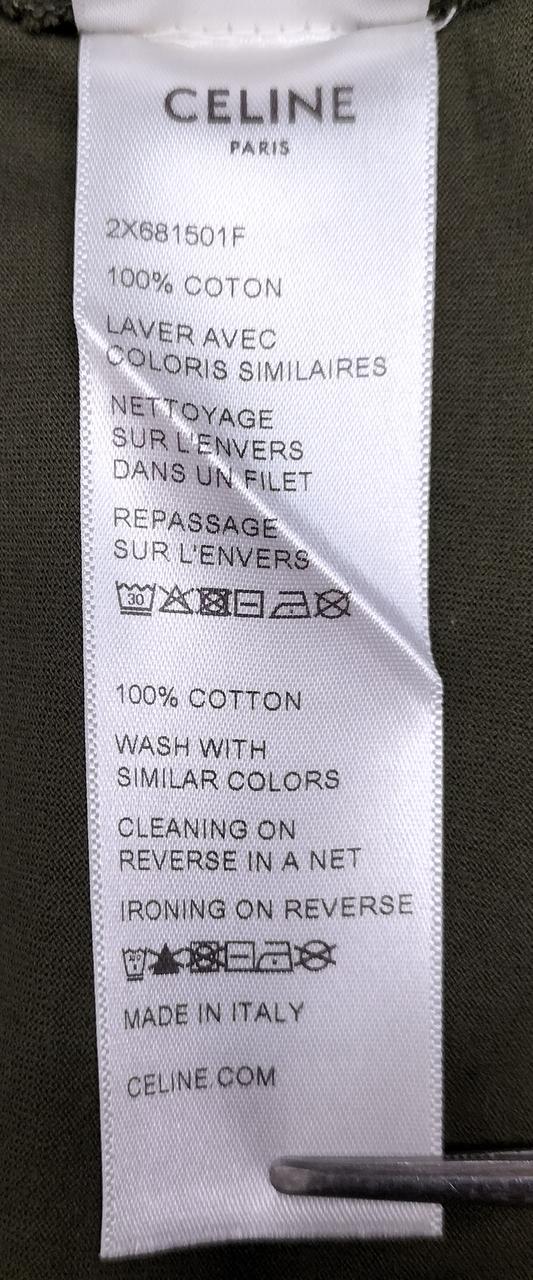 CELINE
PARIS
2X681501F
100% COTON
LAVER AVEC
COLORIS SIMILAIRES
NETTOYAGE
SUR L'ENVERS
DANS UN FILET
REPASSAGE
SUR L'ENVERS
30
100% COTTON
WASH WITH
SIMILAR COLORS
CLEANING ON
REVERSE IN A NET
IRONING ON REVERSE
MADE IN ITALY
CELINE.COM